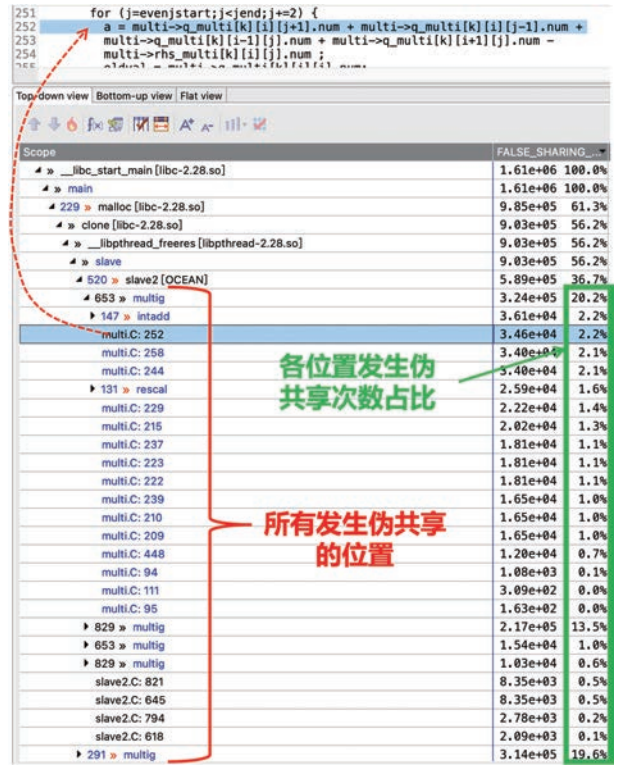 251 for (j=evenjstart;j<jend;j+=2) {
252 a = multi->q_multi[k][i][j+1].num + multi->q_multi[k][i][j-1].num +
253 multi->q_multi[k][i-1][j].num + multi->q_multi[k][i+1][j].num -
254 multi->rhs_multi[k][i][j].num ;
Top-down view Bottom-up view Flat view
Scope FALSE_SHARING_...
» __libc_start_main [libc-2.28.so] 1.61e+06 100.0%
» main 1.61e+06 100.0%
229 » malloc [libc-2.28.so] 9.85e+05 61.3%
» clone [libc-2.28.so] 9.03e+05 56.2%
» __libpthread_freeres [libpthread-2.28.so] 9.03e+05 56.2%
» slave 9.03e+05 56.2%
520 » slave2 [OCEAN] 5.89e+05 36.7%
653 » multig 3.24e+05 20.2%
147 » intadd 3.61e+04 2.2%
multi.C: 252 3.46e+04 2.2%
multi.C: 258 3.40e+04 2.1%
multi.C: 244 3.40e+04 2.1%
131 » rescal 2.59e+04 1.6%
multi.C: 229 2.22e+04 1.4%
multi.C: 215 2.02e+04 1.3%
multi.C: 237 1.81e+04 1.1%
multi.C: 223 1.81e+04 1.1%
multi.C: 222 1.81e+04 1.1%
multi.C: 239 1.65e+04 1.0%
multi.C: 210 1.65e+04 1.0%
multi.C: 209 1.65e+04 1.0%
multi.C: 448 1.20e+04 0.7%
multi.C: 94 1.08e+03 0.1%
multi.C: 111 3.09e+02 0.0%
multi.C: 95 1.63e+02 0.0%
829 » multig 2.17e+05 13.5%
653 » multig 1.54e+04 1.0%
829 » multig 1.03e+04 0.6%
slave2.C: 821 8.35e+03 0.5%
slave2.C: 645 8.35e+03 0.5%
slave2.C: 794 2.78e+03 0.2%
slave2.C: 618 2.09e+03 0.1%
291 » multig 3.14e+05 19.6%
各位置发生伪
共享次数占比
所有发生伪共享
的位置